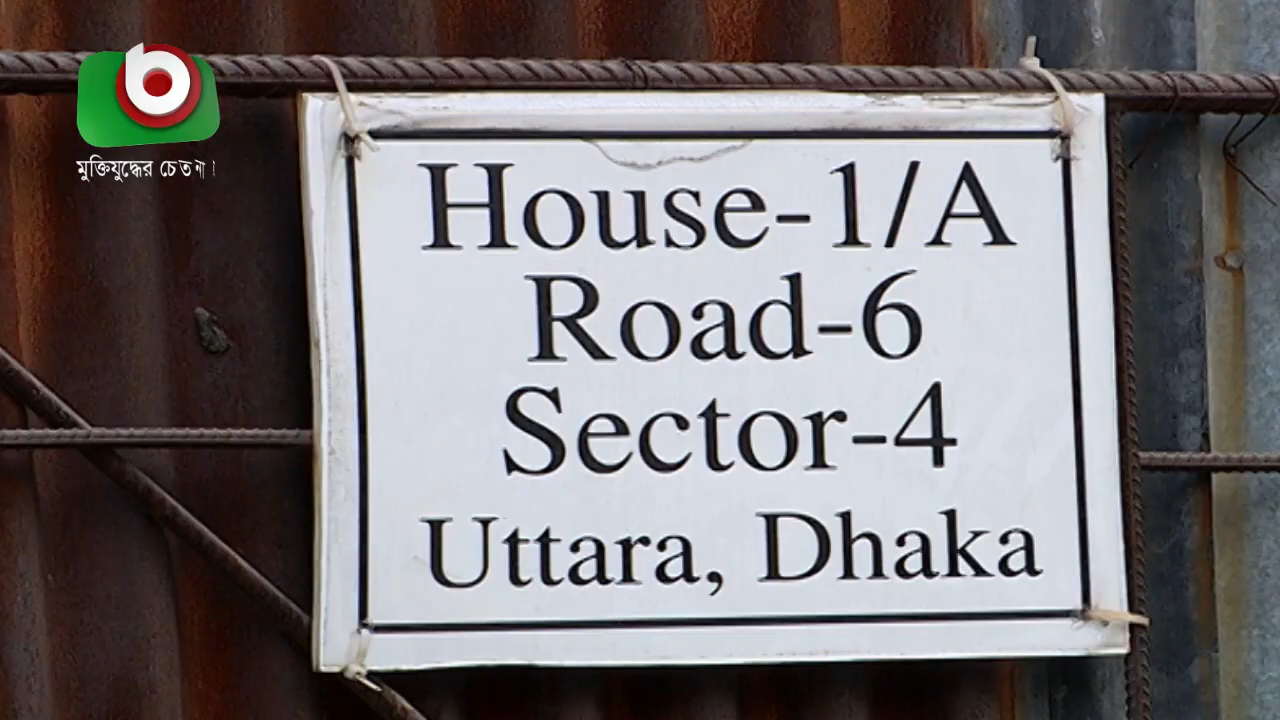 মুক্তিযুদ্ধের চেতনা
House-1/A
Road-6
Sector-4
Uttara, Dhaka